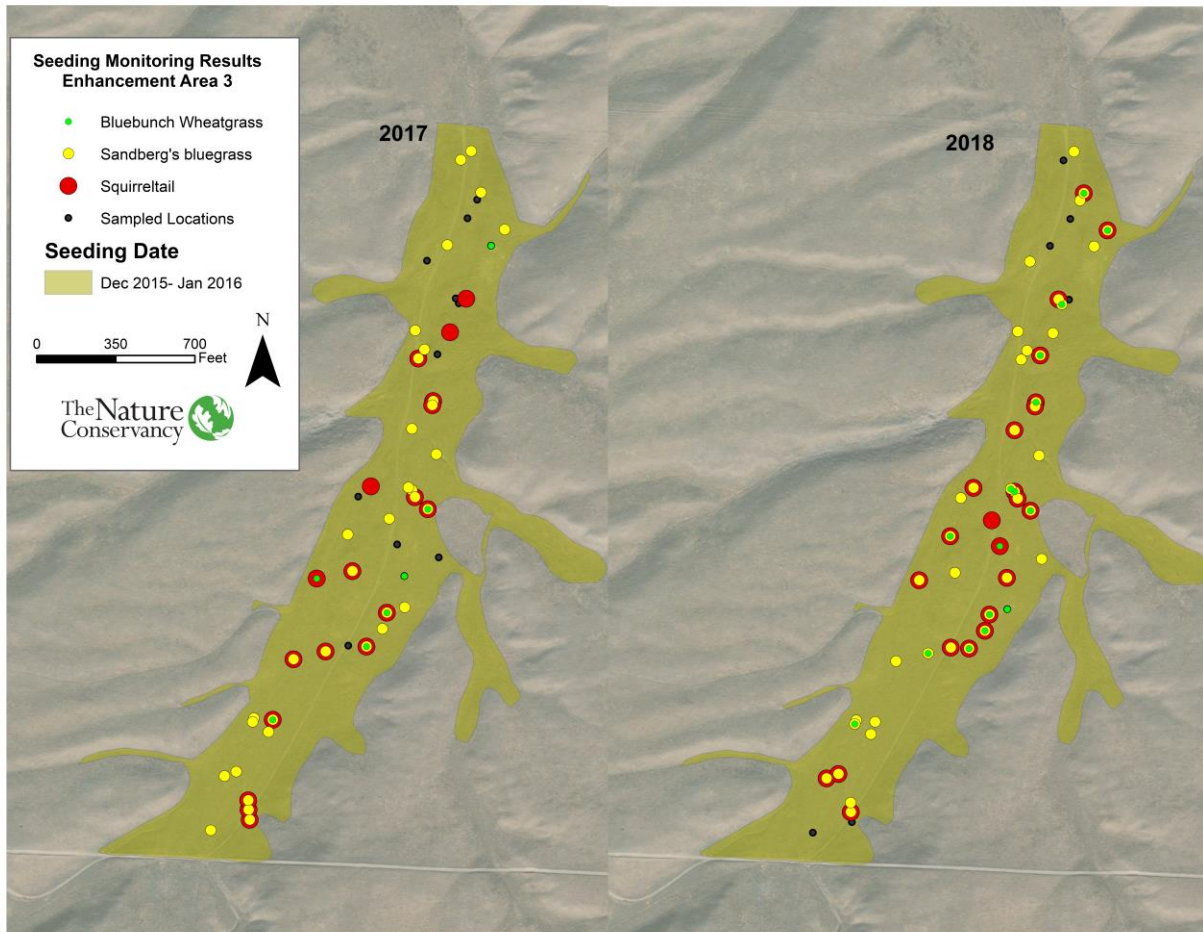 Seeding Monitoring Results
Enhancement Area 3
Bluebunch Wheatgrass
Sandberg's bluegrass
Squirreltail
Sampled Locations
Seeding Date
Dec 2015- Jan 2016
N
0 350 700
Feet
The Nature
Conservancy
2017
2018